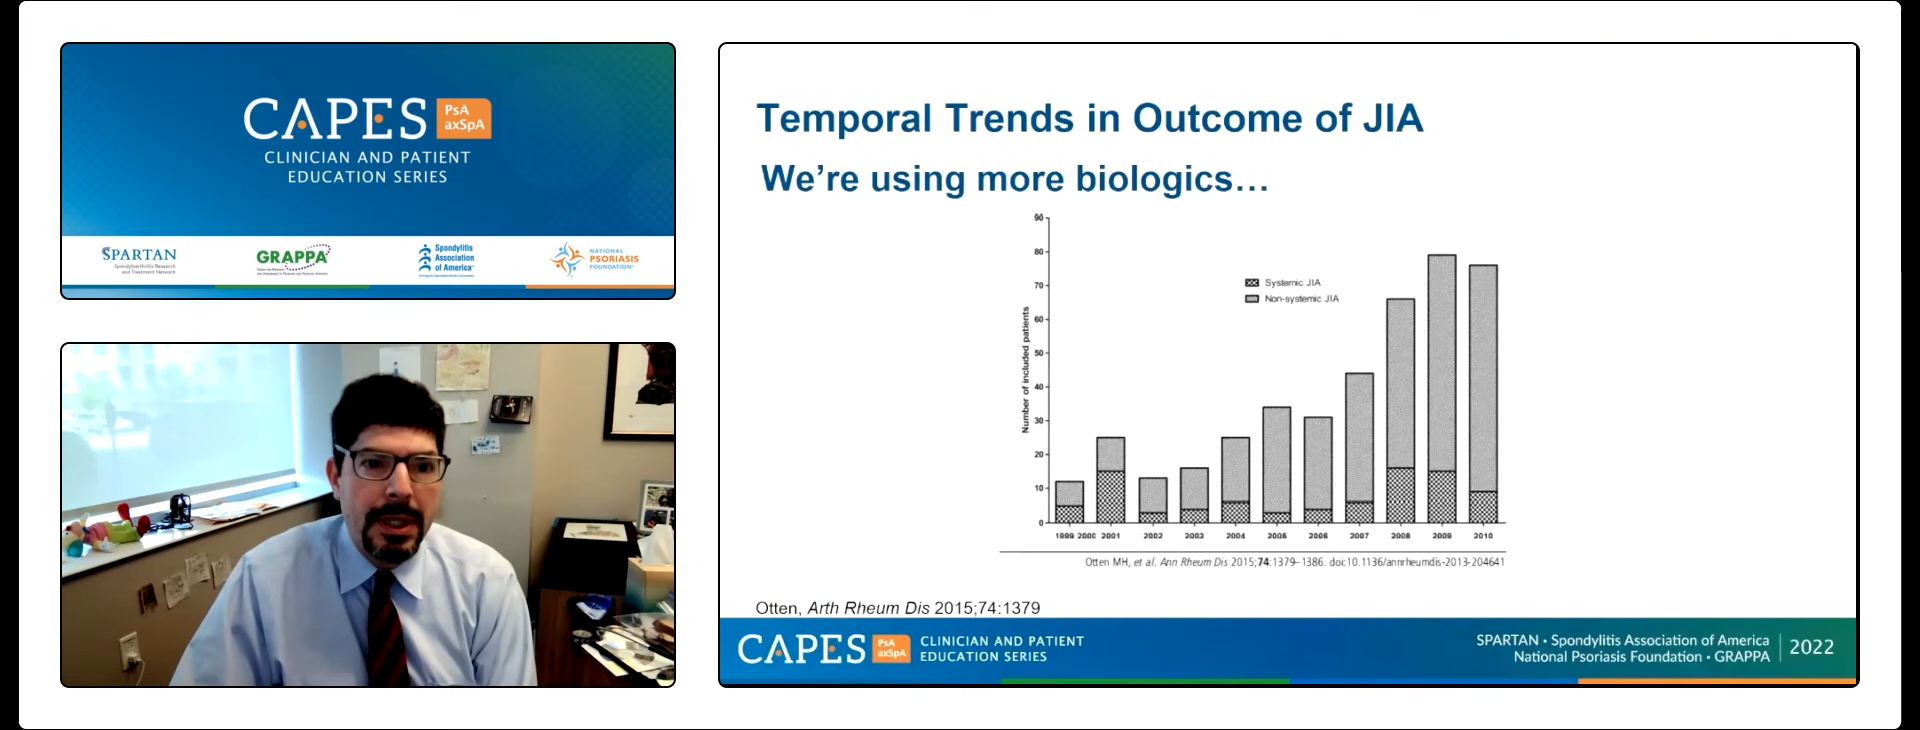 CAPES PsA axSpA
CLINICIAN AND PATIENT
EDUCATION SERIES
SPARTAN
Spondyloarthritis Research
and Treatment Network
GRAPPA
Spondylitis
Association
of America
NATIONAL
PSORIASIS
FOUNDATION
Temporal Trends in Outcome of JIA
We're using more biologics…
Number of included patients
90
80
70
60
50
40
30
20
10
0
Systemic JIA
Non-systemic JIA
1999 2000 2001 2002 2003 2004 2005 2006 2007 2008 2009 2010
Otten MH, et al. Ann Rheum Dis 2015;74:1379–1386. doi:10.1136/annrheumdis-2013-204641
Otten, Arth Rheum Dis 2015;74:1379
CAPES PsA axSpA
CLINICIAN AND PATIENT
EDUCATION SERIES
SPARTAN • Spondylitis Association of America
National Psoriasis Foundation • GRAPPA
2022